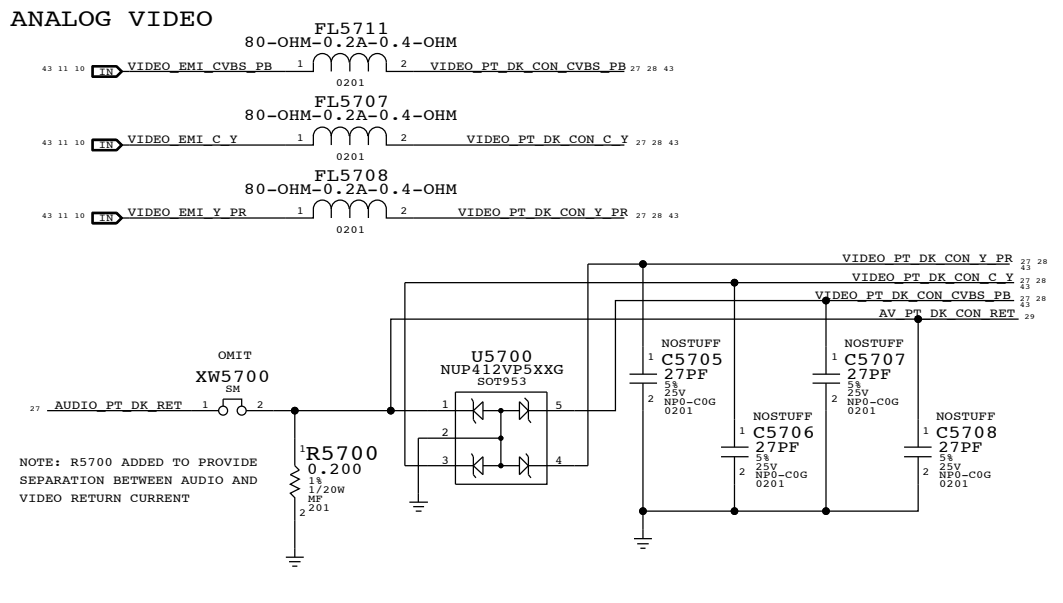 ANALOG VIDEO
FL5711
80-OHM-0.2A-0.4-OHM
43 11 10 IN VIDEO_EMI_CVBS_PB 1 2 VIDEO_PT_DK_CON_CVBS_PB 27 28 43
0201
FL5707
80-OHM-0.2A-0.4-OHM
43 11 10 IN VIDEO_EMI_C_Y 1 2 VIDEO_PT_DK_CON_C_Y 27 28 43
0201
FL5708
80-OHM-0.2A-0.4-OHM
43 11 10 IN VIDEO_EMI_Y_PR 1 2 VIDEO_PT_DK_CON_Y_PR 27 28 43
0201
VIDEO_PT_DK_CON_Y_PR 27 28
43
VIDEO_PT_DK_CON_C_Y 27 28
43
VIDEO_PT_DK_CON_CVBS_PB 27 28
43
AV_PT_DK_CON_RET 29
OMIT
XW5700
SM
27 AUDIO_PT_DK_RET 1 2
U5700
NUP412VP5XXG
SOT953
1 5
2
3 4
1 R5700
0.200
1%
1/20W
MF
2 201
NOTE: R5700 ADDED TO PROVIDE
SEPARATION BETWEEN AUDIO AND
VIDEO RETURN CURRENT
NOSTUFF
1 C5705
27PF
5%
25V
2 NP0-C0G
0201
NOSTUFF
1 C5706
27PF
5%
25V
2 NP0-C0G
0201
NOSTUFF
1 C5707
27PF
5%
25V
2 NP0-C0G
0201
NOSTUFF
1 C5708
27PF
5%
25V
2 NP0-C0G
0201